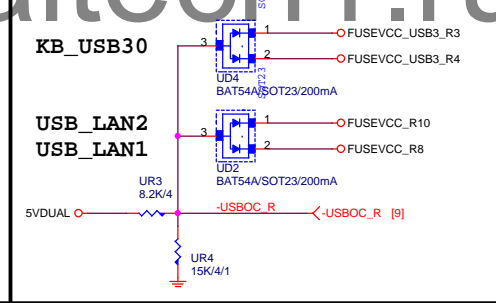 KB_USB30
3
1
FUSEVCC_USB3_R3
2
FUSEVCC_USB3_R4
UD4
BAT54A/SOT23/200mA
USB_LAN2
USB_LAN1
3
1
FUSEVCC_R10
2
FUSEVCC_R8
UD2
BAT54A/SOT23/200mA
UR3
8.2K/4
5VDUAL
-USBOC_R
-USBOC_R [9]
UR4
15K/4/1